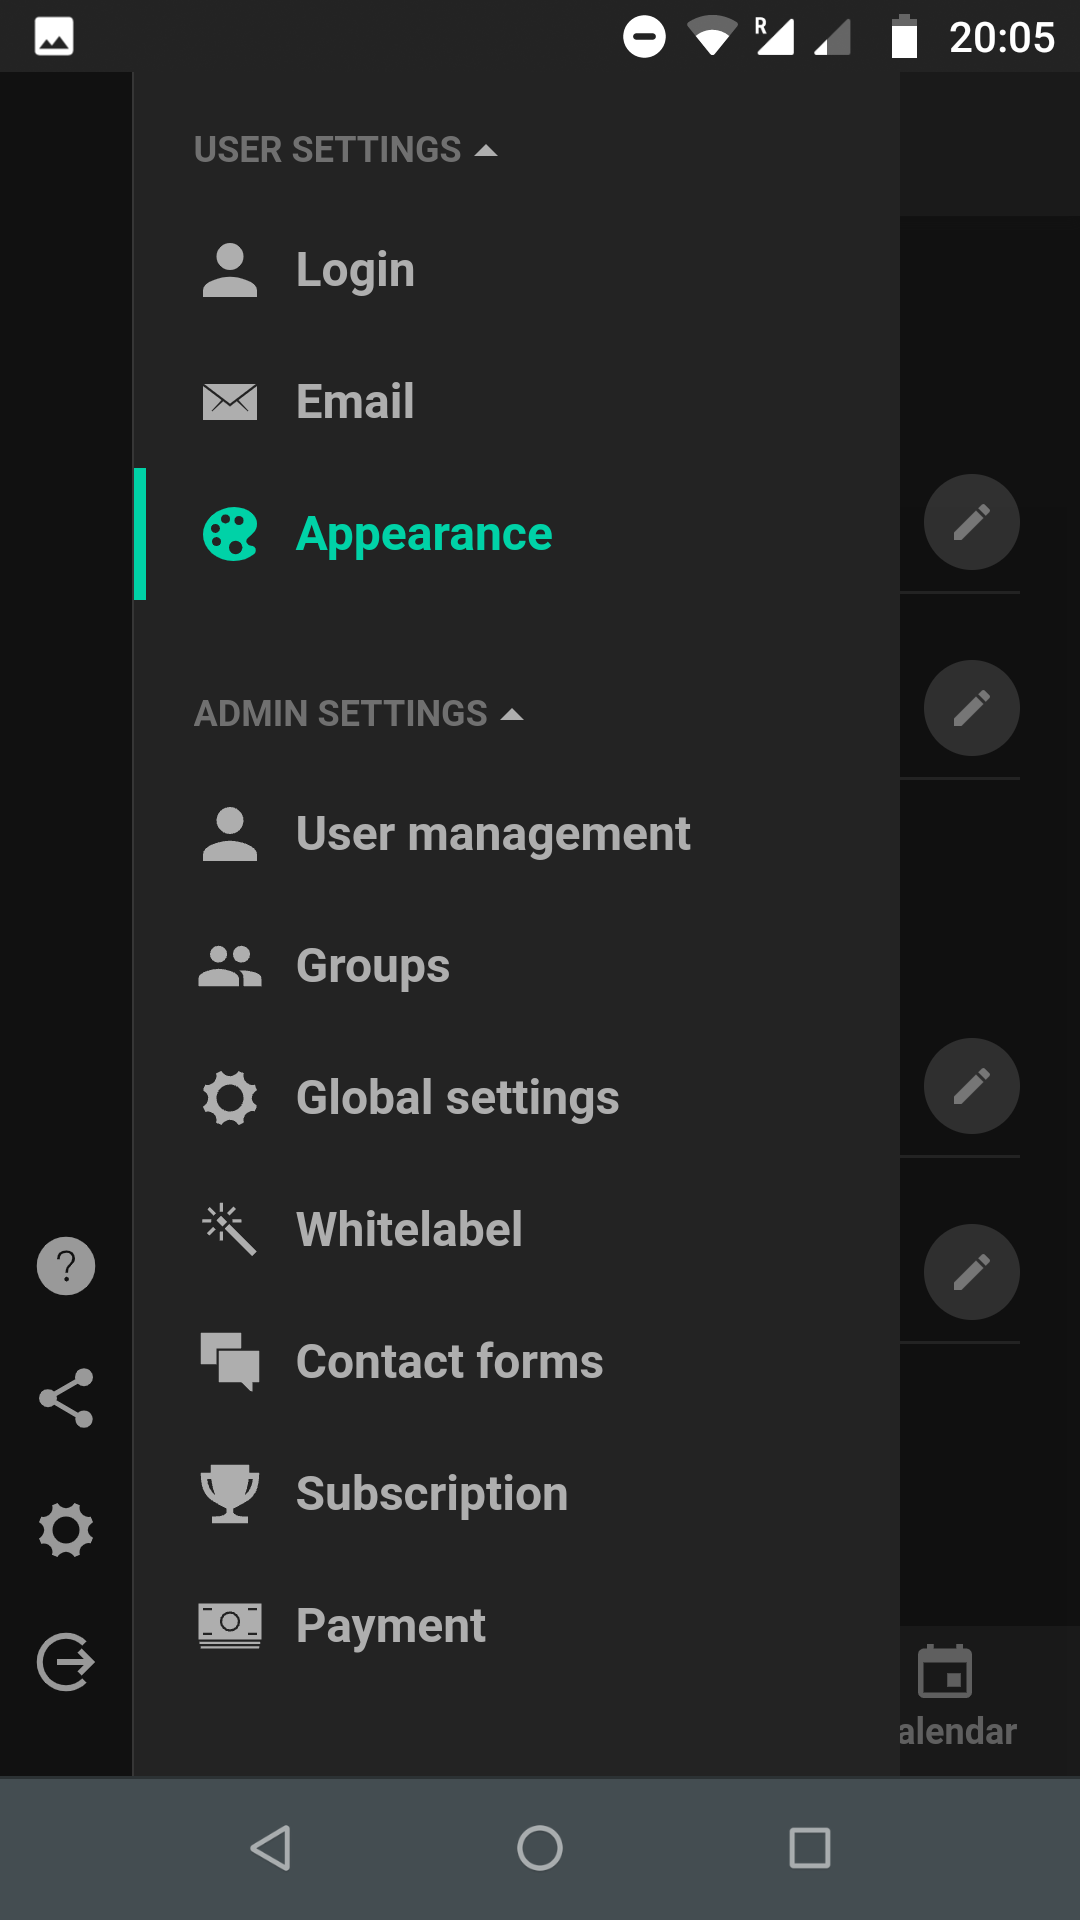 R
20:05
USER SETTINGS
Login
Email
Appearance
ADMIN SETTINGS
User management
Groups
Global settings
Whitelabel
?
Contact forms
Subscription
Payment
alendar